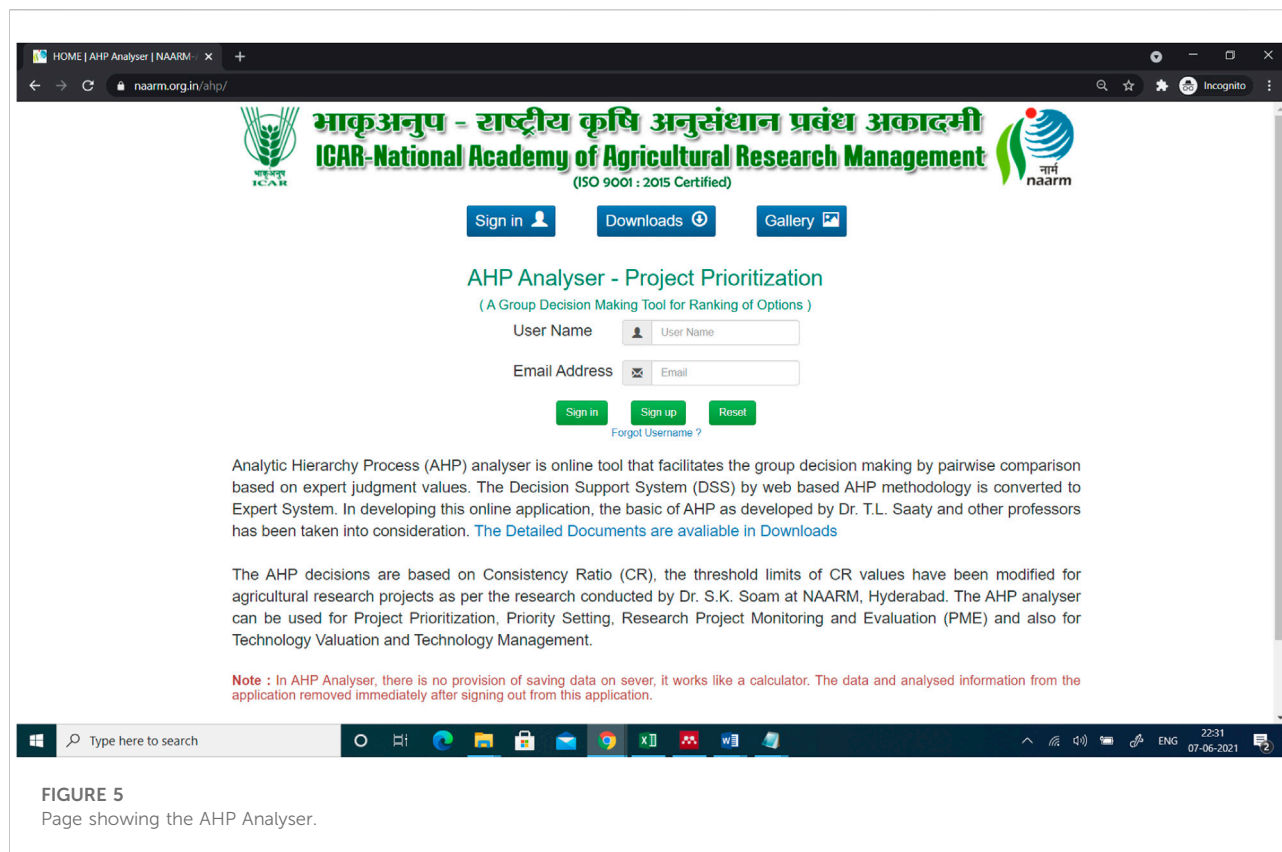 HOME | AHP Analyser | NAARM-
naarm.org.in/ahp/
Incognito
भाकृअनुप - राष्ट्रीय कृषि अनुसंधान प्रबंध अकादमी
ICAR-National Academy of Agricultural Research Management
(ISO 9001 : 2015 Certified)
भाकृअनुप
ICAR
नार्म
naarm
Sign in
Downloads
Gallery
AHP Analyser - Project Prioritization
( A Group Decision Making Tool for Ranking of Options )
User Name
User Name
Email Address
Email
Sign in
Sign up
Reset
Forgot Username ?
Analytic Hierarchy Process (AHP) analyser is online tool that facilitates the group decision making by pairwise comparison
based on expert judgment values. The Decision Support System (DSS) by web based AHP methodology is converted to
Expert System. In developing this online application, the basic of AHP as developed by Dr. T.L. Saaty and other professors
has been taken into consideration. The Detailed Documents are avaliable in Downloads
The AHP decisions are based on Consistency Ratio (CR), the threshold limits of CR values have been modified for
agricultural research projects as per the research conducted by Dr. S.K. Soam at NAARM, Hyderabad. The AHP analyser
can be used for Project Prioritization, Priority Setting, Research Project Monitoring and Evaluation (PME) and also for
Technology Valuation and Technology Management.
Note : In AHP Analyser, there is no provision of saving data on sever, it works like a calculator. The data and analysed information from the
application removed immediately after signing out from this application.
Type here to search
ENG
22:31
07-06-2021
2
FIGURE 5
Page showing the AHP Analyser.